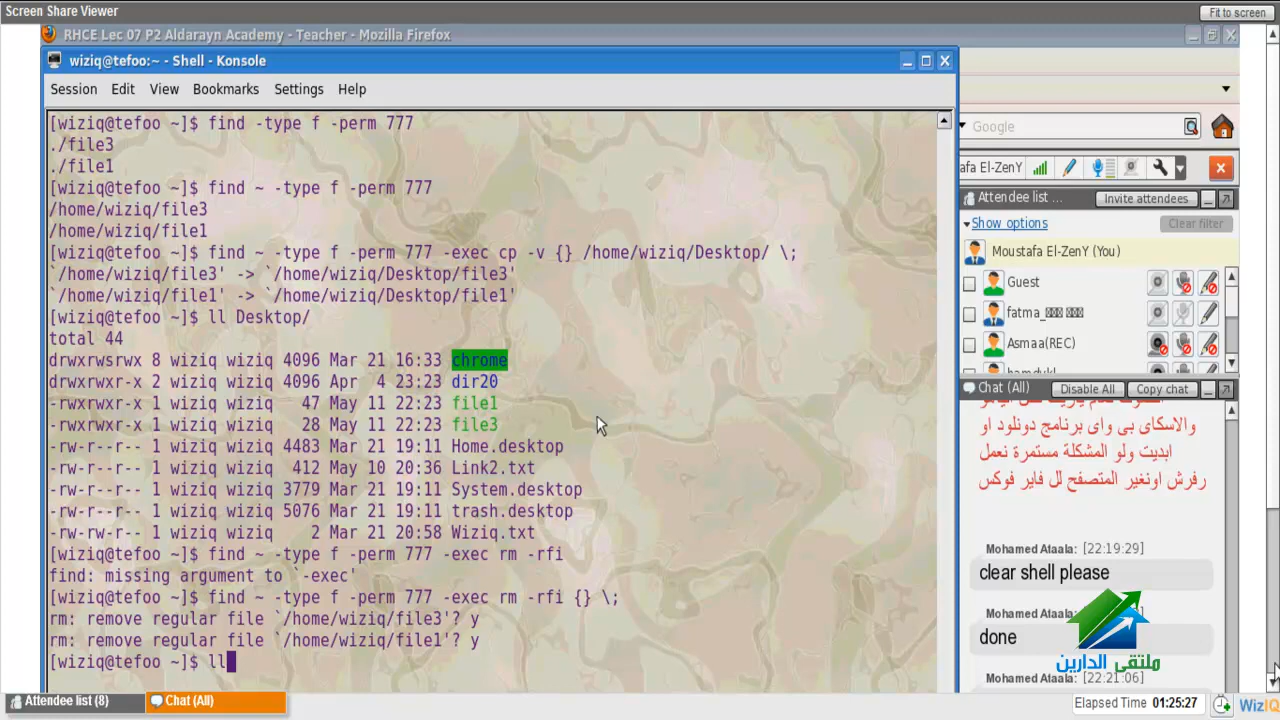 Screen Share Viewer
Fit to screen
RHCE Lec 07 P2 Aldarayn Academy - Teacher - Mozilla Firefox
wiziq@tefoo:~ - Shell - Konsole
Session Edit View Bookmarks Settings Help
[wiziq@tefoo ~]$ find -type f -perm 777
./file3
./file1
[wiziq@tefoo ~]$ find ~ -type f -perm 777
/home/wiziq/file3
/home/wiziq/file1
[wiziq@tefoo ~]$ find ~ -type f -perm 777 -exec cp -v {} /home/wiziq/Desktop/ \;
`/home/wiziq/file3' -> `/home/wiziq/Desktop/file3'
`/home/wiziq/file1' -> `/home/wiziq/Desktop/file1'
[wiziq@tefoo ~]$ ll Desktop/
total 44
drwxrwsrwx 8 wiziq wiziq 4096 Mar 21 16:33 chrome
drwxrwxr-x 2 wiziq wiziq 4096 Apr 4 23:23 dir20
-rwxrwxr-x 1 wiziq wiziq 47 May 11 22:23 file1
-rwxrwxr-x 1 wiziq wiziq 28 May 11 22:23 file3
-rw-r--r-- 1 wiziq wiziq 4483 Mar 21 19:11 Home.desktop
-rw-r--r-- 1 wiziq wiziq 412 May 10 20:36 Link2.txt
-rw-r--r-- 1 wiziq wiziq 3779 Mar 21 19:11 System.desktop
-rw-r--r-- 1 wiziq wiziq 5076 Mar 21 19:11 trash.desktop
-rw-rw-r-- 1 wiziq wiziq 2 Mar 21 20:58 Wiziq.txt
[wiziq@tefoo ~]$ find ~ -type f -perm 777 -exec rm -rfi
find: missing argument to `-exec'
[wiziq@tefoo ~]$ find ~ -type f -perm 777 -exec rm -rfi {} \;
rm: remove regular file `/home/wiziq/file3'? y
rm: remove regular file `/home/wiziq/file1'? y
[wiziq@tefoo ~]$ ll
Google
afa El-ZenY
Attendee list ...
Invite attendees
Show options
Clear filter
Moustafa El-ZenY (You)
Guest
fatma_
Asmaa(REC)
Chat (All)
Disable All
Copy chat
والاسكاى بى واى برنامج دونلود او
ابديت ولو المشكلة مستمرة نعمل
رفرش اونغير المتصفح لل فاير فوكس
Mohamed Ataala: [22:19:29]
clear shell please
Mohamed Ataala:
done
Mohamed Ataala: [22:21:06]
ملتقى الدارين
Attendee list (8)
Chat (All)
Elapsed Time 01:25:27
WizIQ